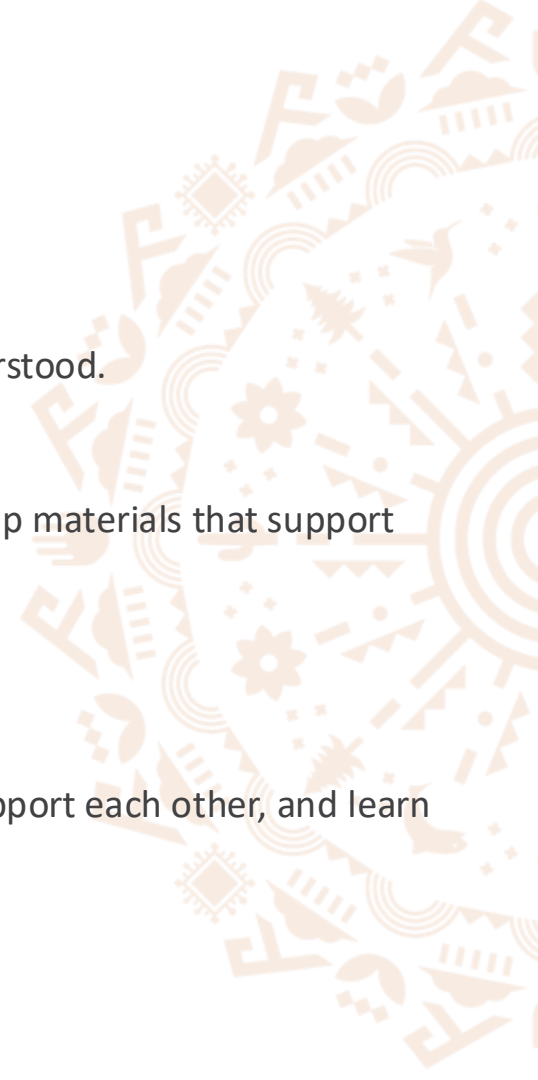 rstood.
p materials that support
pport each other, and learn